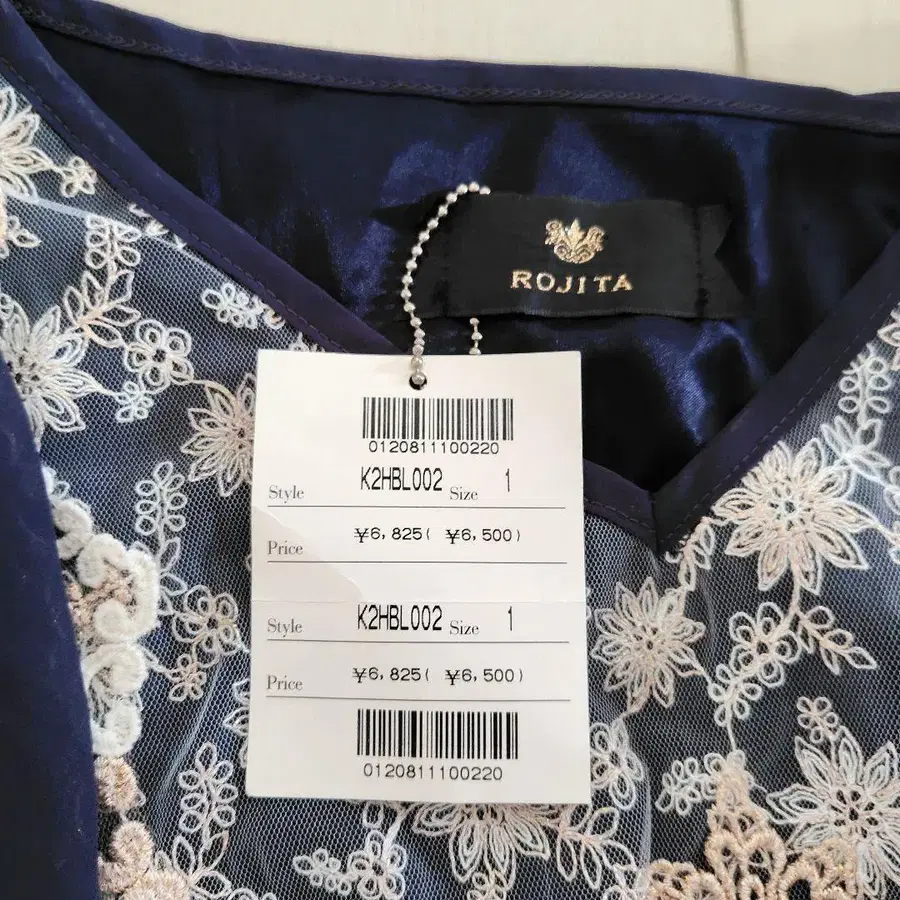 ROJITA
0120811100220
Style K2HBL002 Size 1
Price ¥6,825( ¥6,500)
Style K2HBL002 Size 1
Price ¥6,825( ¥6,500)
0120811100220